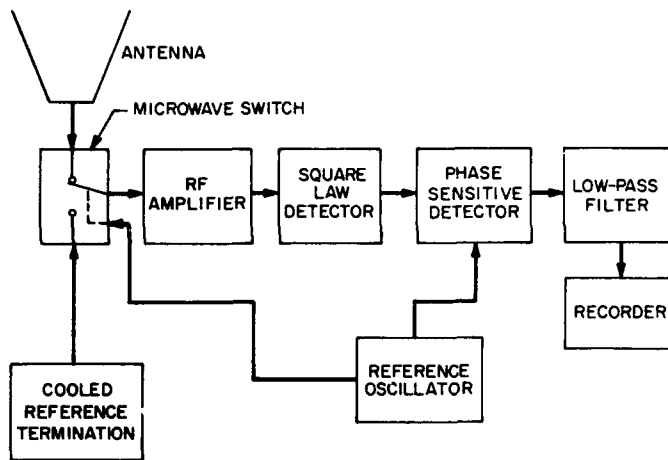 ANTENNA
MICROWAVE SWITCH
RF
AMPLIFIER
SQUARE
LAW
DETECTOR
PHASE
SENSITIVE
DETECTOR
LOW-PASS
FILTER
RECORDER
REFERENCE
OSCILLATOR
COOLED
REFERENCE
TERMINATION